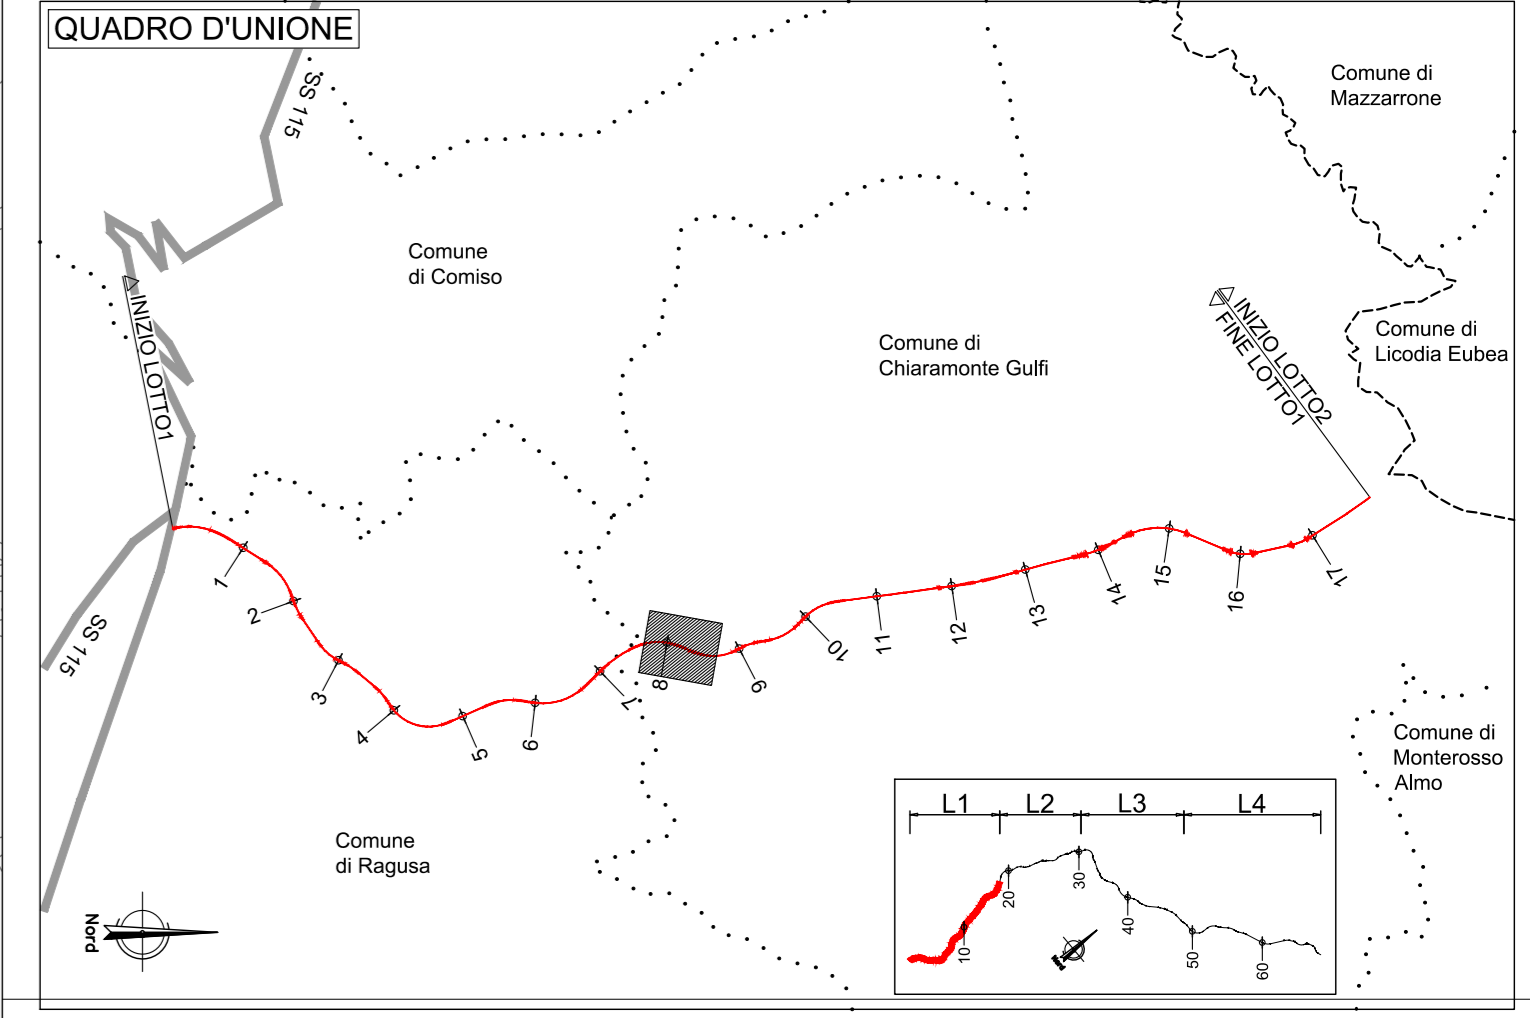 QUADRO D'UNIONE
SS 115
Comune di
Mazzarrone
Comune
di Comiso
INIZIO LOTTO1
Comune di
Chiaramonte Gulfi
INIZIO LOTTO2
FINE LOTTO1
Comune di
Licodia Eubea
1
2
3
4
5
6
7
8
9
10
11
12
13
14
15
16
17
SS 115
Comune di
Monterosso
Almo
Comune
di Ragusa
Nord
L1 L2 L3 L4
10
20
30
40
50
60
Nord